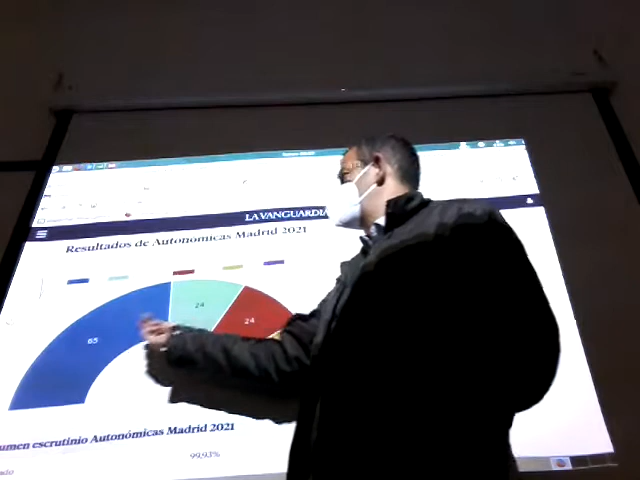 LA VANGUARDIA
Resultados de Autonómicas Madrid 2021
24
65
24
umen escrutinio Autonómicas Madrid 2021
99,93%